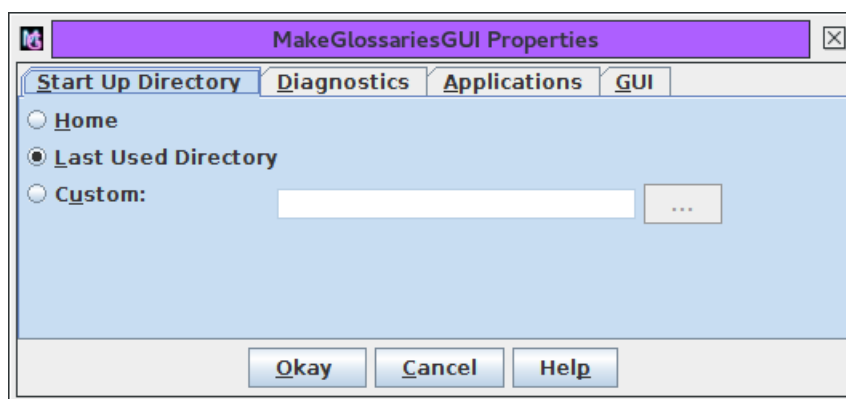 MakeGlossariesGUI Properties
Start Up Directory Diagnostics Applications GUI
Home
Last Used Directory
Custom: ...
Okay Cancel Help